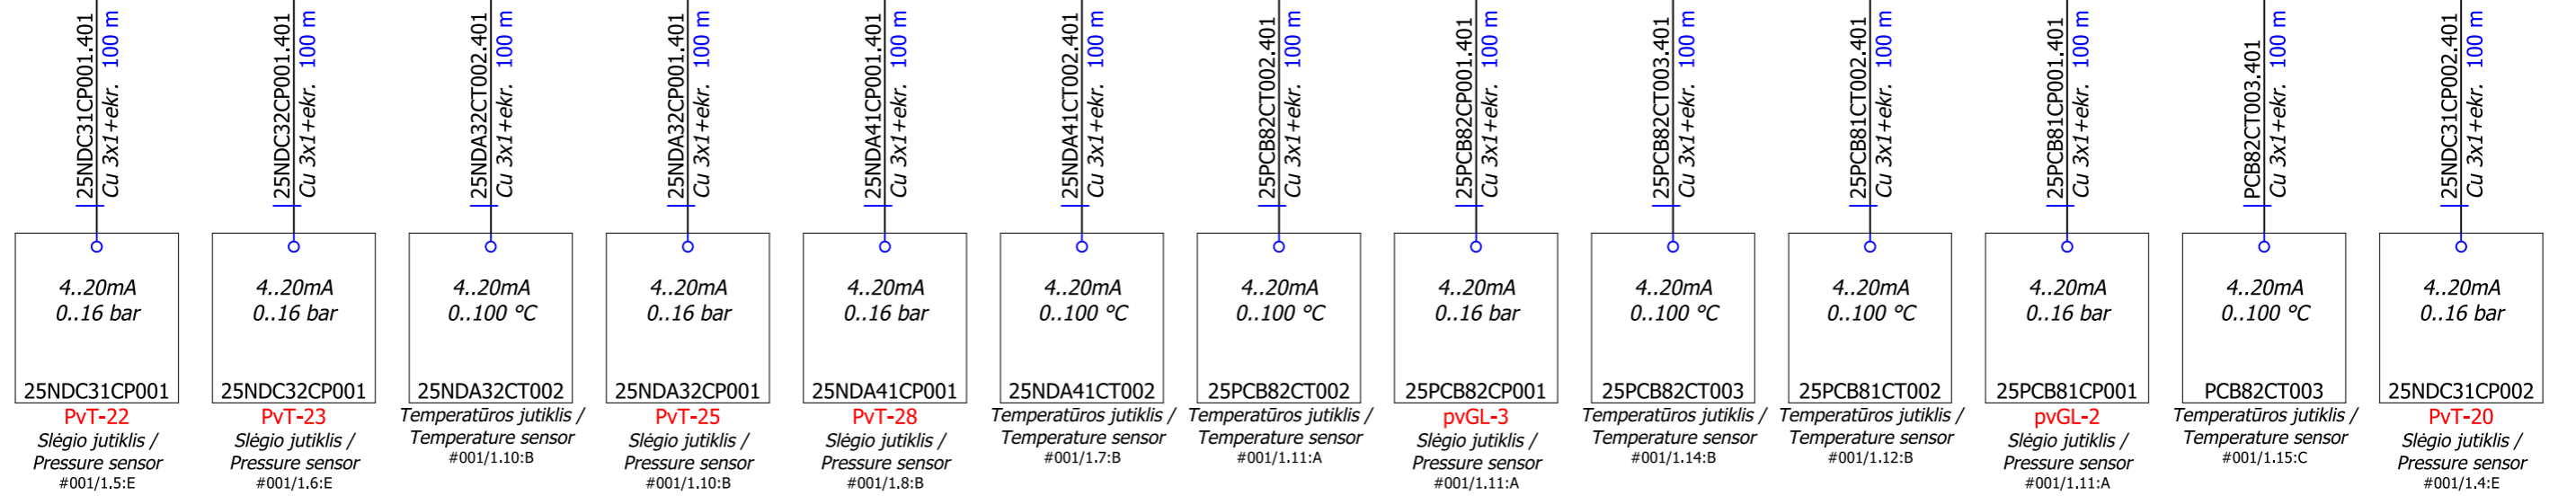 25NDC31CP001.401
Cu 3x1+ekr. 100 m
4..20mA
0..16 bar
25NDC31CP001
PvT-22
Slėgio jutiklis /
Pressure sensor
#001/1.5:E
25NDC32CP001.401
Cu 3x1+ekr. 100 m
4..20mA
0..16 bar
25NDC32CP001
PvT-23
Slėgio jutiklis /
Pressure sensor
#001/1.6:E
25NDA32CT002.401
Cu 3x1+ekr. 100 m
4..20mA
0..100 °C
25NDA32CT002
Temperatūros jutiklis /
Temperature sensor
#001/1.10:B
25NDA32CP001.401
Cu 3x1+ekr. 100 m
4..20mA
0..16 bar
25NDA32CP001
PvT-25
Slėgio jutiklis /
Pressure sensor
#001/1.10:B
25NDA41CP001.401
Cu 3x1+ekr. 100 m
4..20mA
0..16 bar
25NDA41CP001
PvT-28
Slėgio jutiklis /
Pressure sensor
#001/1.8:B
25NDA41CT002.401
Cu 3x1+ekr. 100 m
4..20mA
0..100 °C
25NDA41CT002
Temperatūros jutiklis /
Temperature sensor
#001/1.7:B
25PCB82CT002.401
Cu 3x1+ekr. 100 m
4..20mA
0..100 °C
25PCB82CT002
Temperatūros jutiklis /
Temperature sensor
#001/1.11:A
25PCB82CP001.401
Cu 3x1+ekr. 100 m
4..20mA
0..16 bar
25PCB82CP001
pvGL-3
Slėgio jutiklis /
Pressure sensor
#001/1.11:A
25PCB82CT003.401
Cu 3x1+ekr. 100 m
4..20mA
0..100 °C
25PCB82CT003
Temperatūros jutiklis /
Temperature sensor
#001/1.14:B
25PCB81CT002.401
Cu 3x1+ekr. 100 m
4..20mA
0..100 °C
25PCB81CT002
Temperatūros jutiklis /
Temperature sensor
#001/1.12:B
25PCB81CP001.401
Cu 3x1+ekr. 100 m
4..20mA
0..16 bar
25PCB81CP001
pvGL-2
Slėgio jutiklis /
Pressure sensor
#001/1.11:A
PCB82CT003.401
Cu 3x1+ekr. 100 m
4..20mA
0..100 °C
PCB82CT003
Temperatūros jutiklis /
Temperature sensor
#001/1.15:C
25NDC31CP002.401
Cu 3x1+ekr. 100 m
4..20mA
0..16 bar
25NDC31CP002
PvT-20
Slėgio jutiklis /
Pressure sensor
#001/1.4:E